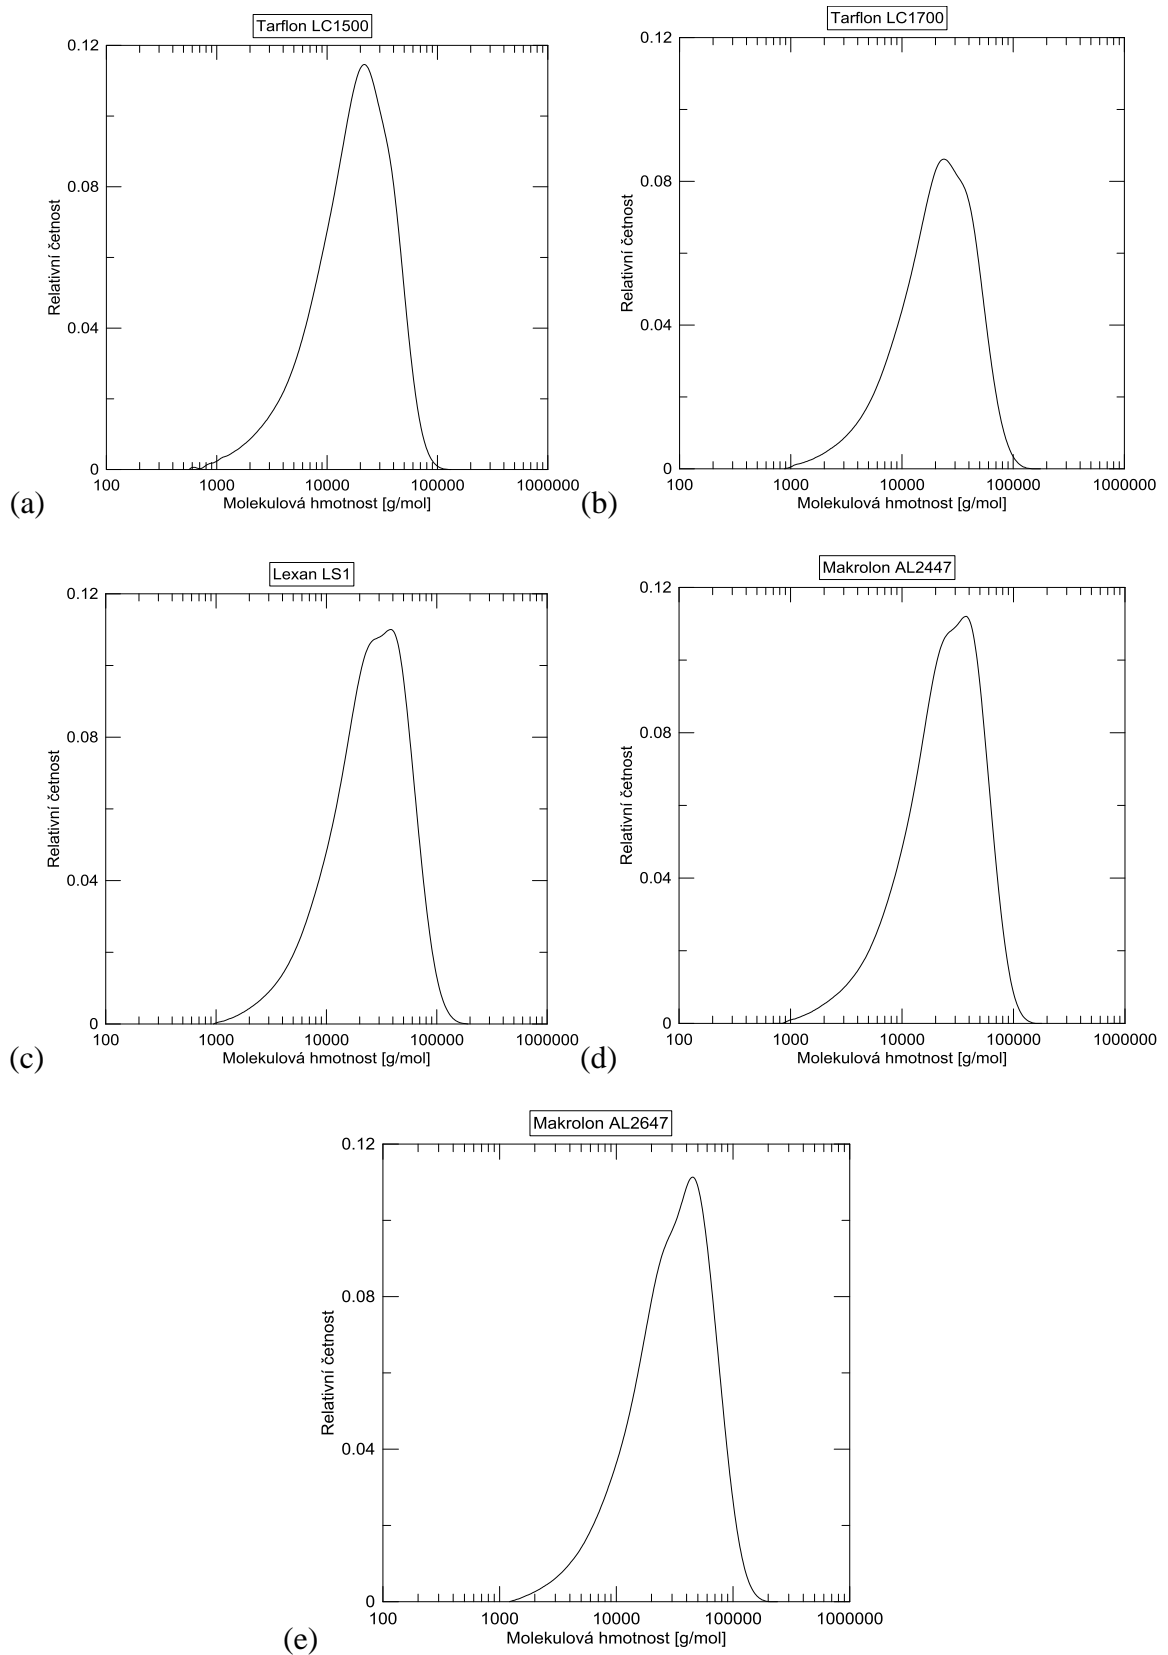 Tarflon LC1500
0.12
0.08
0.04
0
Relativní četnost
100 1000 10000 100000 1000000
Molekulová hmotnost [g/mol]
(a)
Tarflon LC1700
0.12
0.08
0.04
0
Relativní četnost
100 1000 10000 100000 1000000
Molekulová hmotnost [g/mol]
(b)
Lexan LS1
0.12
0.08
0.04
0
Relativní četnost
100 1000 10000 100000 1000000
Molekulová hmotnost [g/mol]
(c)
Makrolon AL2447
0.12
0.08
0.04
0
Relativní četnost
100 1000 10000 100000 1000000
Molekulová hmotnost [g/mol]
(d)
Makrolon AL2647
0.12
0.08
0.04
0
Relativní četnost
100 1000 10000 100000 1000000
Molekulová hmotnost [g/mol]
(e)